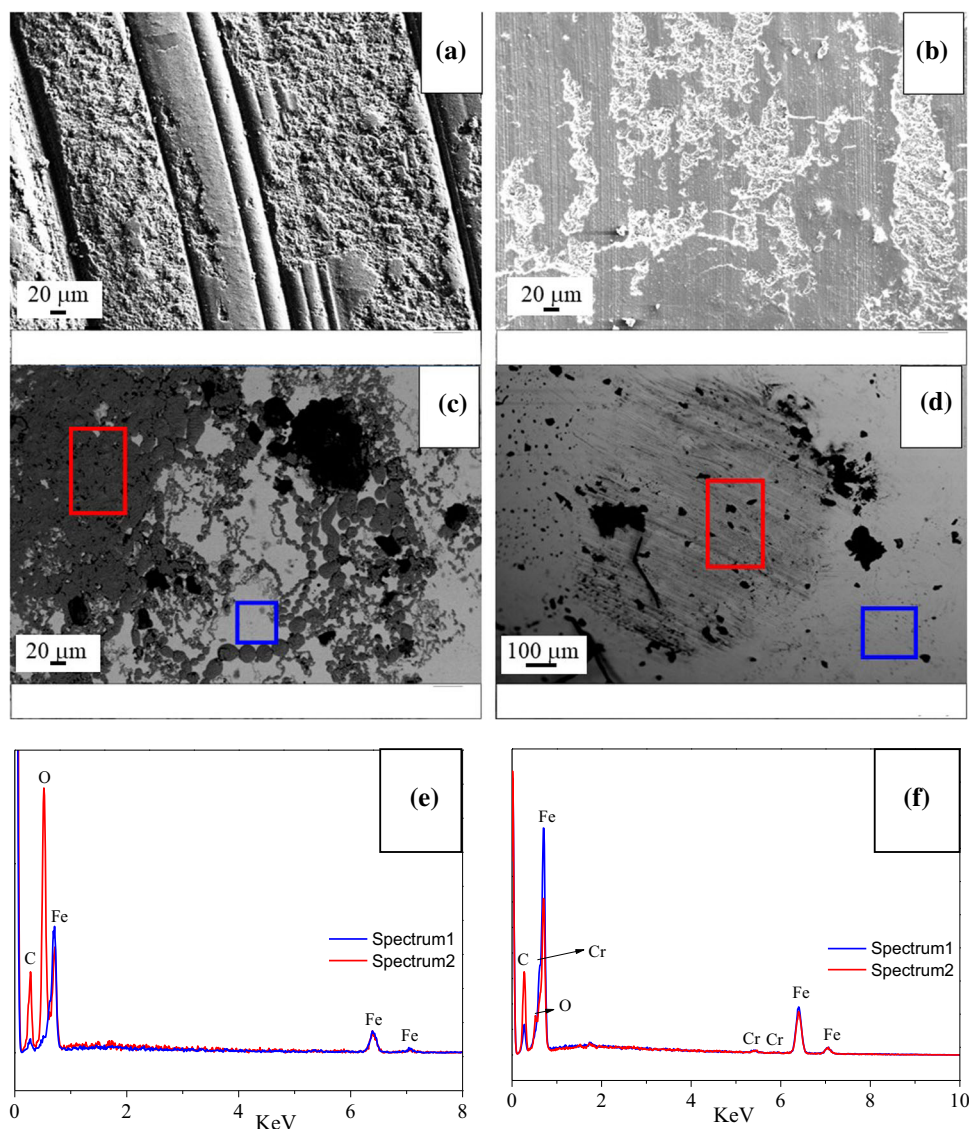 (a)
(b)
20 μm
20 μm
(c)
(d)
20 μm
100 μm
(e)
(f)
O
Fe
C
Spectrum1
Spectrum2
Fe
Fe
0
2
4
6
8
KeV
Fe
Cr
C
O
Spectrum1
Spectrum2
Fe
Cr
Cr
Fe
0
2
4
6
8
10
KeV